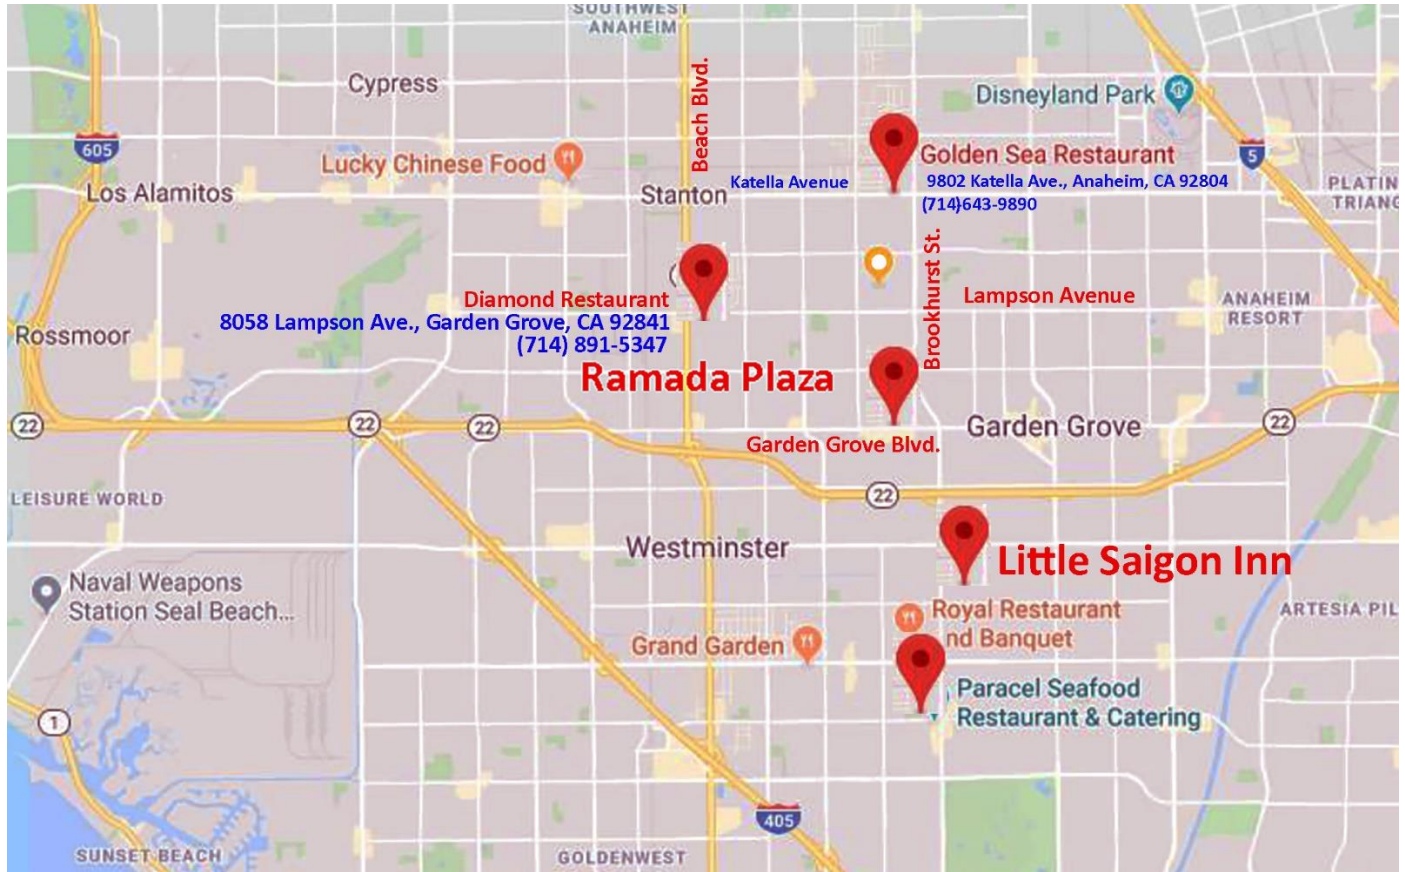 SOUTHWEST
ANAHEIM
Cypress
Beach Blvd.
Disneyland Park
605
Lucky Chinese Food
Golden Sea Restaurant
5
Los Alamitos
Stanton
Katella Avenue
9802 Katella Ave., Anaheim, CA 92804
(714)643-9890
PLATIN
TRIANG
Brookhurst St.
Diamond Restaurant
8058 Lampson Ave., Garden Grove, CA 92841
(714) 891-5347
Lampson Avenue
ANAHEIM
RESORT
Rossmoor
Ramada Plaza
22
22
22
Garden Grove
22
Garden Grove Blvd.
22
LEISURE WORLD
Westminster
Little Saigon Inn
Naval Weapons
Station Seal Beach...
Royal Restaurant
nd Banquet
ARTESIA PIL
Grand Garden
Paracel Seafood
Restaurant & Catering
1
405
SUNSET BEACH
GOLDENWEST